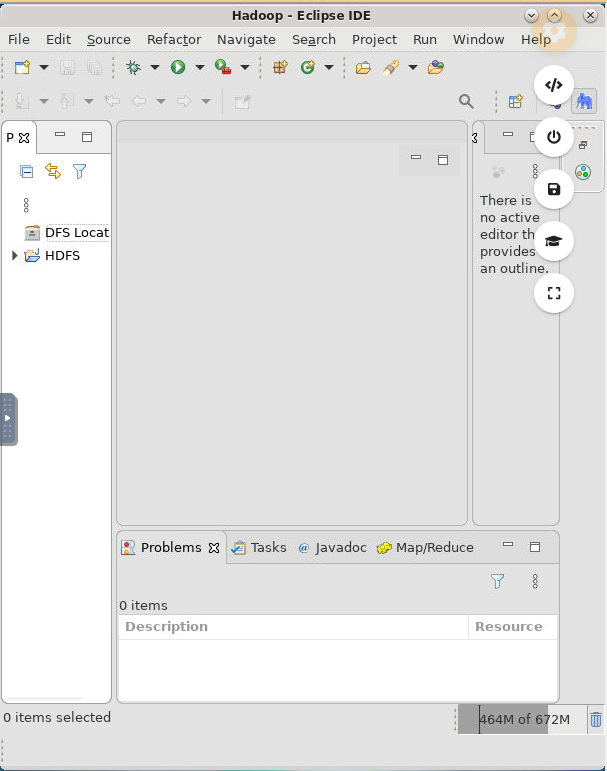 Hadoop - Eclipse IDE
File Edit Source Refactor Navigate Search Project Run Window Help
P
DFS Locat
HDFS
There is
no active
editor th
provides
an outline.
Problems Tasks @ Javadoc Map/Reduce
0 items
Description Resource
0 items selected
464M of 672M